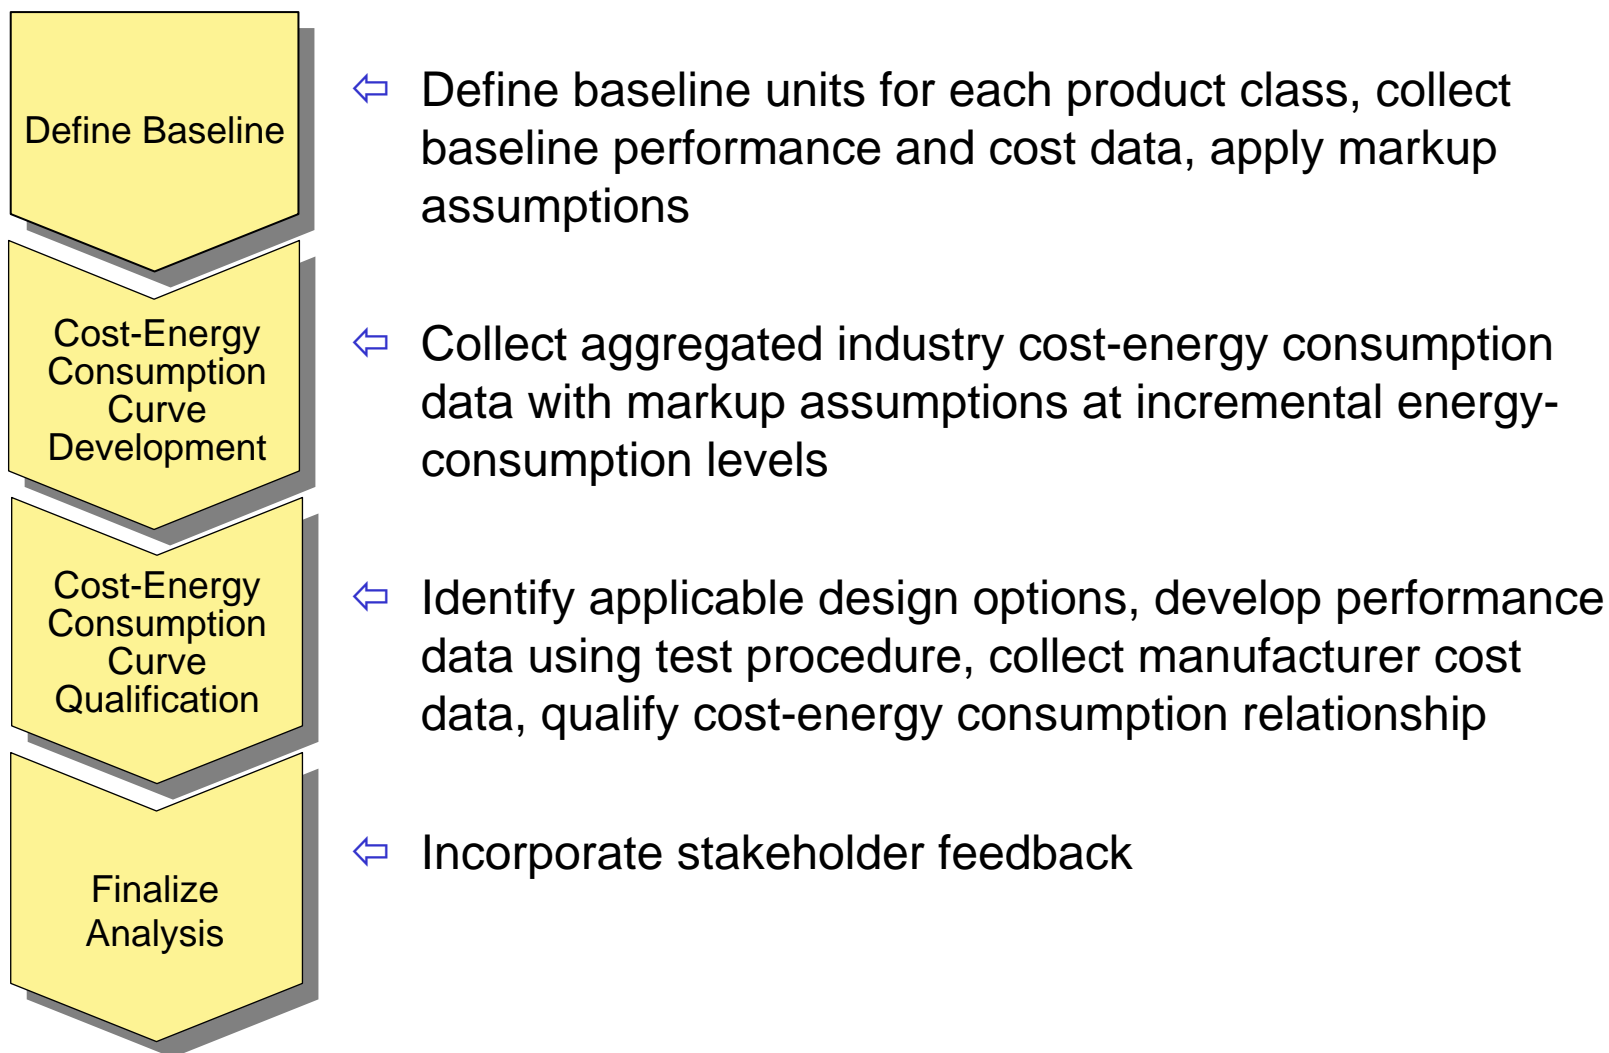 Define Baseline
Define baseline units for each product class, collect
baseline performance and cost data, apply markup
assumptions
Cost-Energy
Consumption
Curve
Development
Collect aggregated industry cost-energy consumption
data with markup assumptions at incremental energy-
consumption levels
Cost-Energy
Consumption
Curve
Qualification
Identify applicable design options, develop performance
data using test procedure, collect manufacturer cost
data, qualify cost-energy consumption relationship
Finalize
Analysis
Incorporate stakeholder feedback